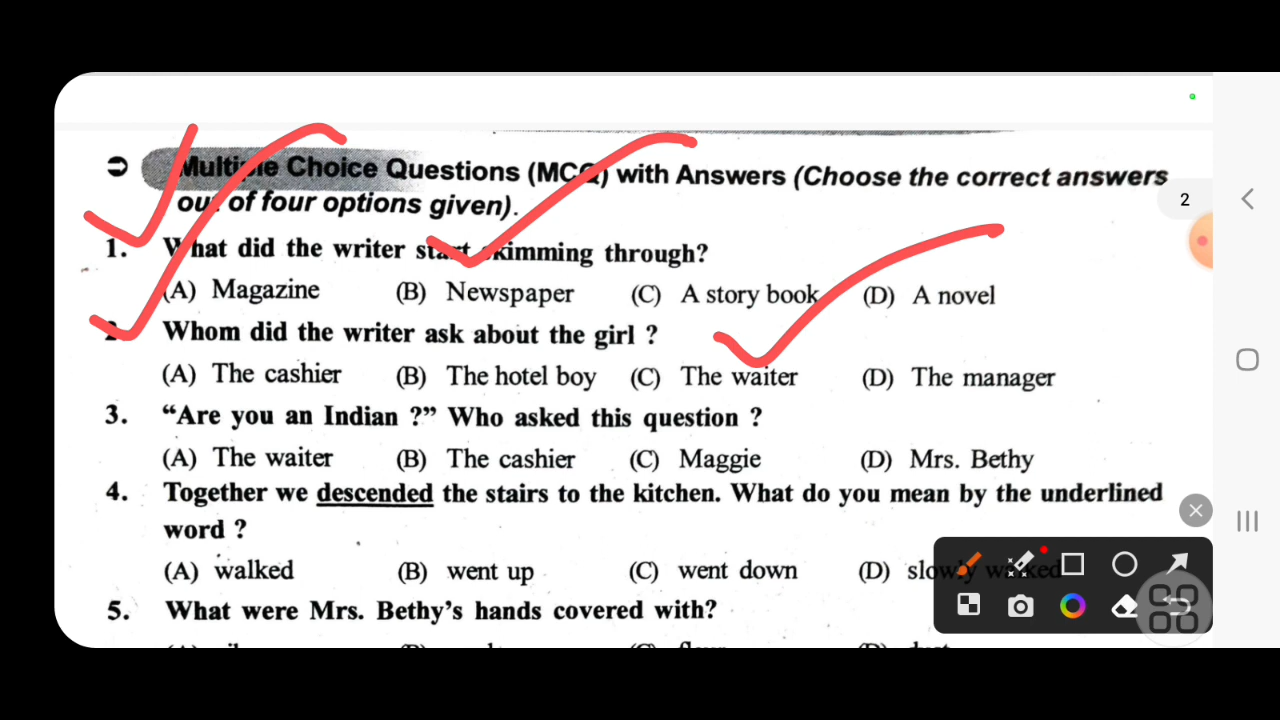 Multiple Choice Questions (MCQ) with Answers (Choose the correct answers
out of four options given).
2
1. What did the writer start skimming through?
(A) Magazine (B) Newspaper (C) A story book (D) A novel
2. Whom did the writer ask about the girl ?
(A) The cashier (B) The hotel boy (C) The waiter (D) The manager
3. “Are you an Indian ?” Who asked this question ?
(A) The waiter (B) The cashier (C) Maggie (D) Mrs. Bethy
4. Together we descended the stairs to the kitchen. What do you mean by the underlined
word ?
(A) walked (B) went up (C) went down (D) slowly walked
5. What were Mrs. Bethy’s hands covered with?